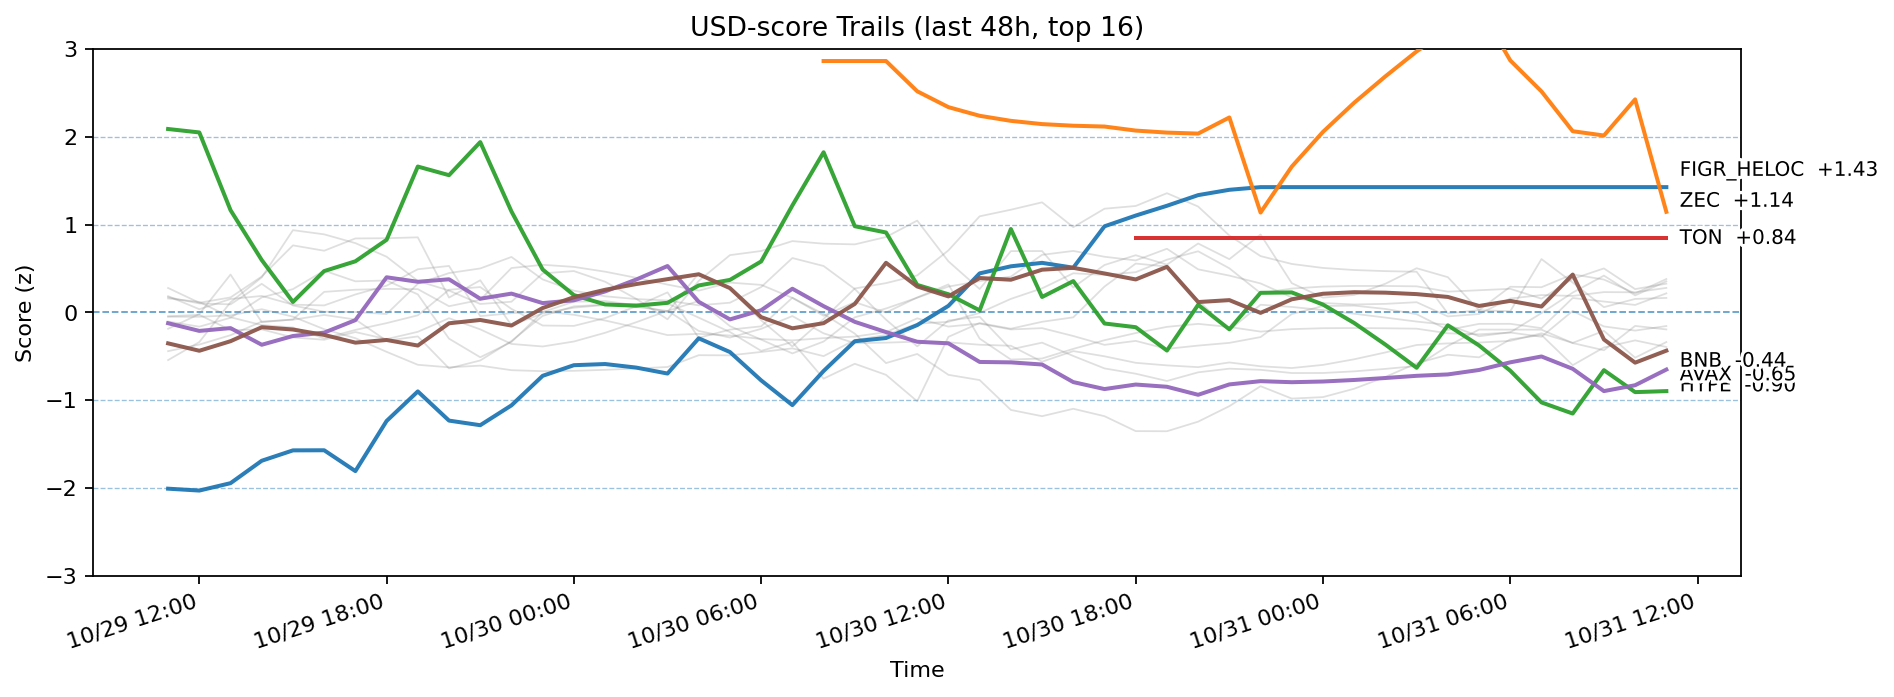 USD-score Trails (last 48h, top 16)
Score (z)
3
2
1
0
−1
−2
−3
FIGR_HELOC +1.43
ZEC +1.14
TON +0.84
BNB -0.44
AVAX -0.65
HYPE -0.90
10/29 12:00
10/29 18:00
10/30 00:00
10/30 06:00
10/30 12:00
10/30 18:00
10/31 00:00
10/31 06:00
10/31 12:00
Time